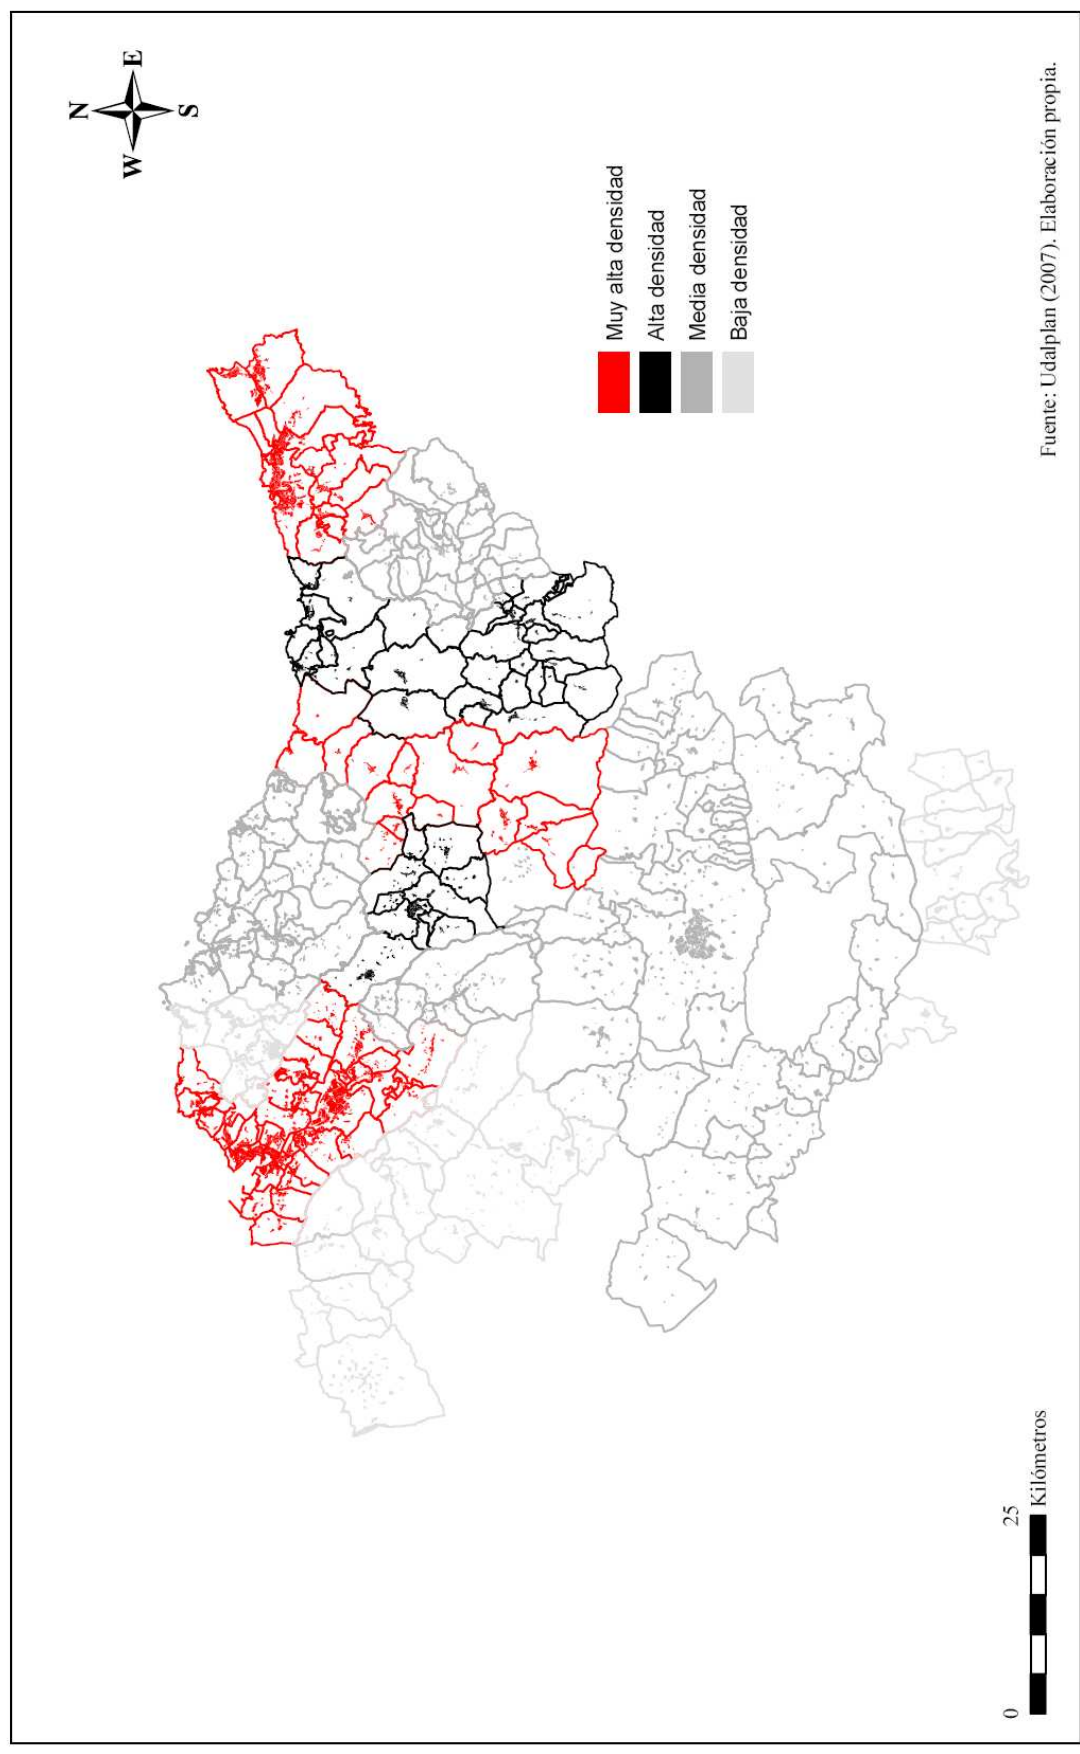 N
W
E
S
Muy alta densidad
Alta densidad
Media densidad
Baja densidad
0
25
Kilómetros
Fuente: Udalplan (2007). Elaboración propia.